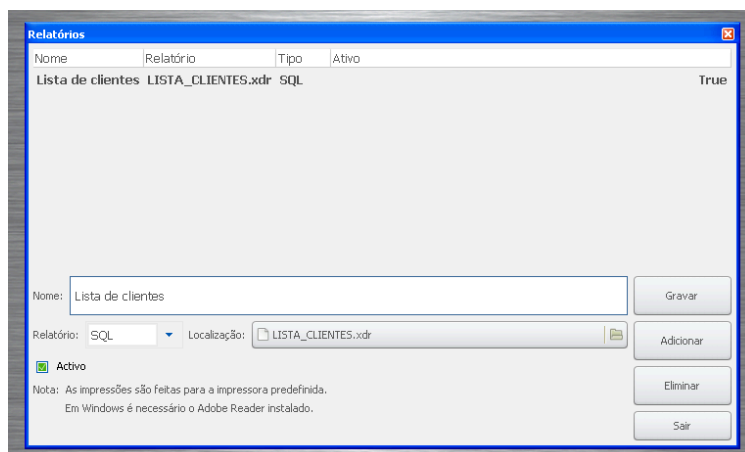 Relatórios
Nome Relatório Tipo Ativo
Lista de clientes LISTA_CLIENTES.xdr SQL True
Nome: Lista de clientes Gravar
Relatório: SQL Localização: LISTA_CLIENTES.xdr Adicionar
Activo
Nota: As impressões são feitas para a impressora predefinida. Eliminar
Em Windows é necessário o Adobe Reader instalado.
Sair